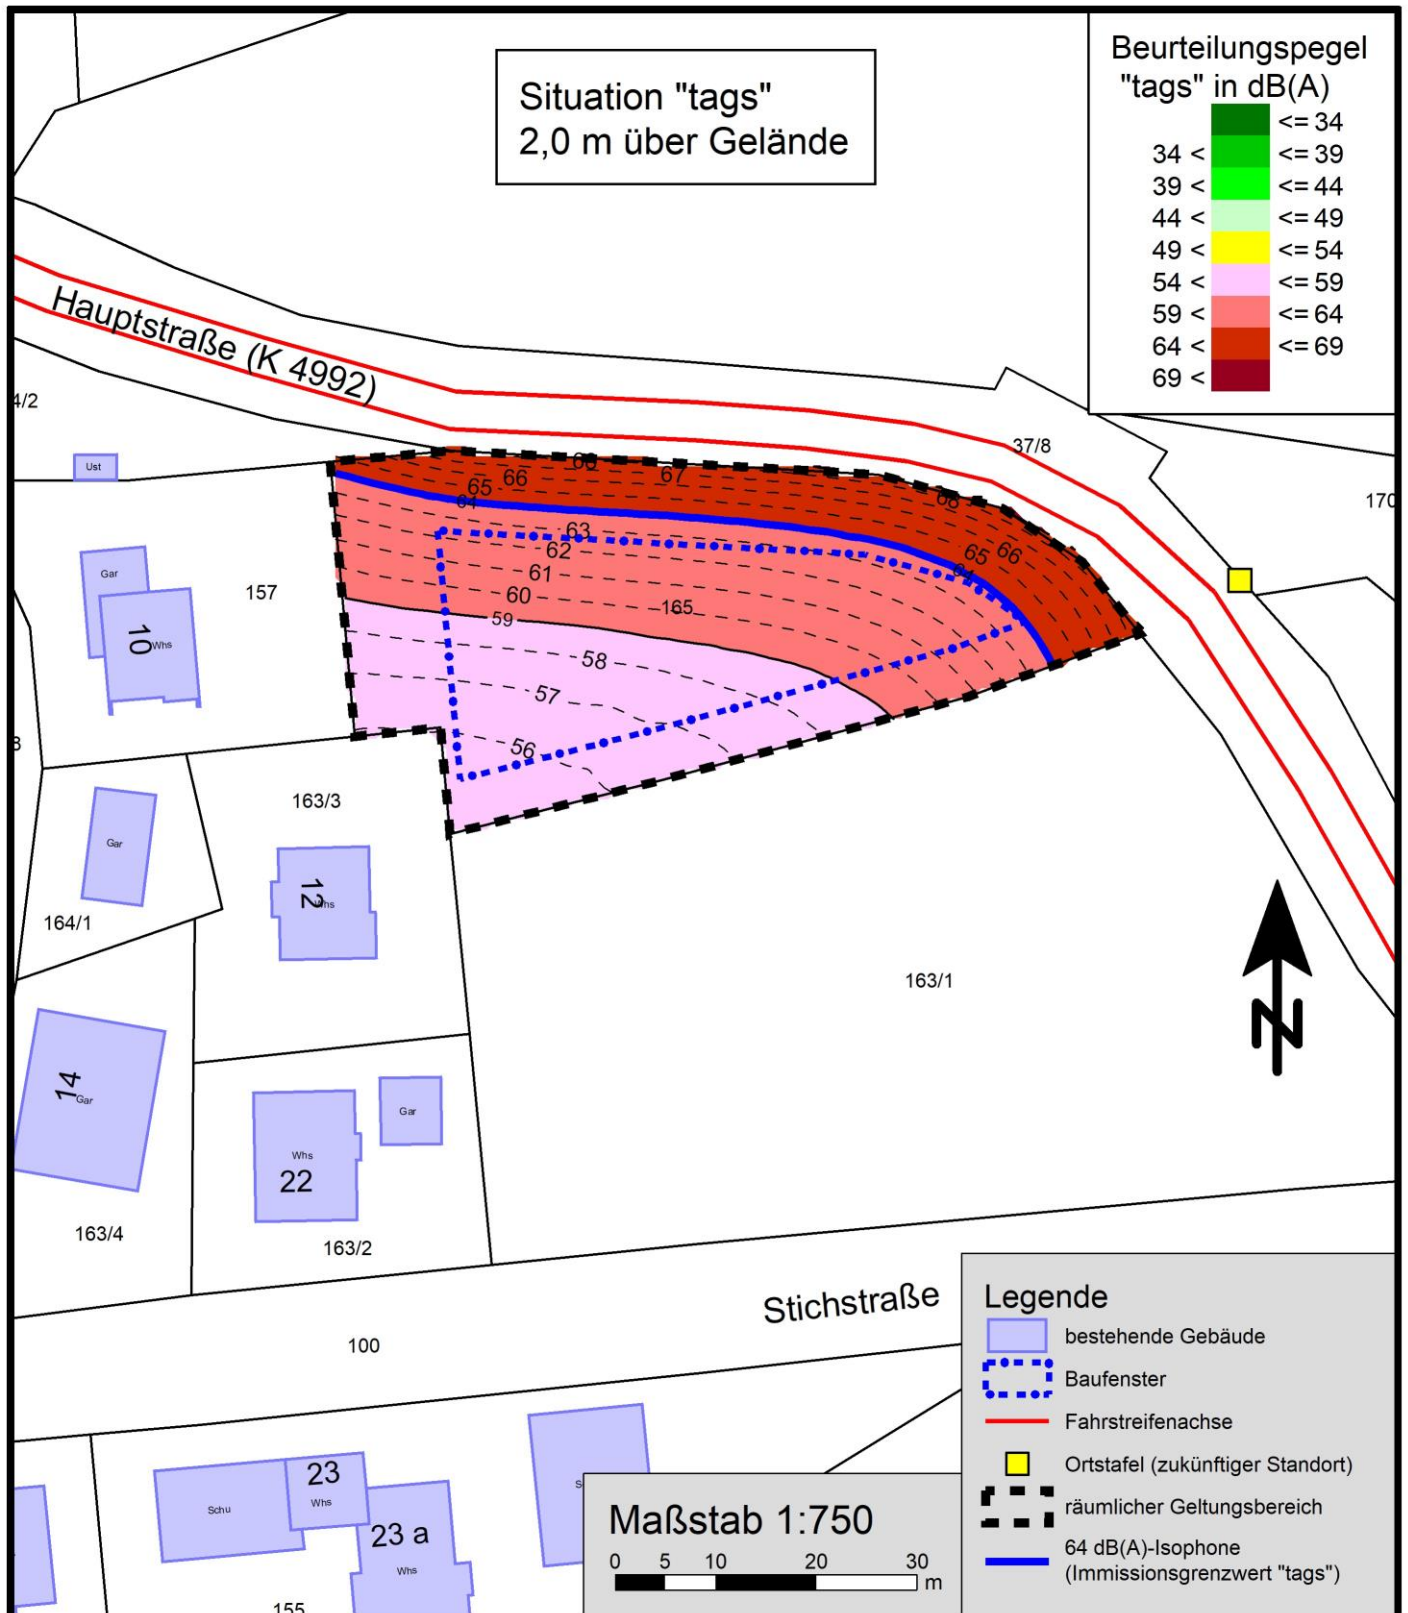 Situation "tags"
2,0 m über Gelände
Beurteilungspegel
"tags" in dB(A)
<= 34
34 < <= 39
39 < <= 44
44 < <= 49
49 < <= 54
54 < <= 59
59 < <= 64
64 < <= 69
69 <
Hauptstraße (K 4992)
4/2
37/8
170
Ust
66
67
68
66
65
64
65
66
64
63
62
61
60
165
59
58
57
56
Gar
10
Whs
157
163/3
Gar
12
Whs
164/1
163/1
N
14
Gar
Gar
Whs
22
163/4
163/2
Stichstraße
100
Legende
bestehende Gebäude
Baufenster
Fahrstreifenachse
Ortstafel (zukünftiger Standort)
räumlicher Geltungsbereich
64 dB(A)-Isophone
(Immissionsgrenzwert "tags")
Schu
23
Whs
23 a
Whs
155
Maßstab 1:750
0 5 10 20 30
m